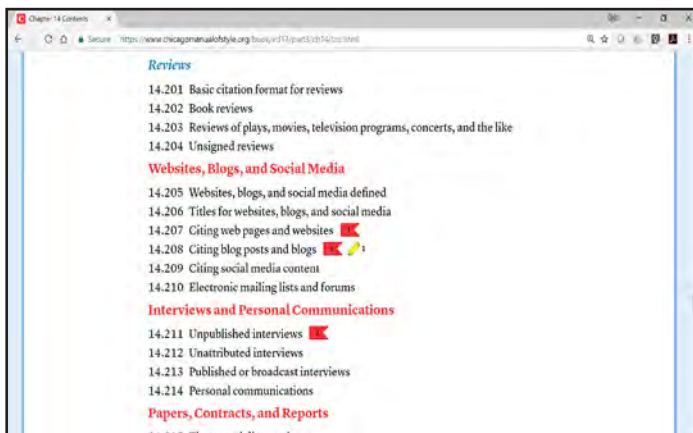 Chapter 14 Contents
Secure https://www.chicagomanualofstyle.org/book/ed17/part3/ch14/toc.html
Reviews
14.201 Basic citation format for reviews
14.202 Book reviews
14.203 Reviews of plays, movies, television programs, concerts, and the like
14.204 Unsigned reviews
Websites, Blogs, and Social Media
14.205 Websites, blogs, and social media defined
14.206 Titles for websites, blogs, and social media
14.207 Citing web pages and websites
14.208 Citing blog posts and blogs
14.209 Citing social media content
14.210 Electronic mailing lists and forums
Interviews and Personal Communications
14.211 Unpublished interviews
14.212 Unattributed interviews
14.213 Published or broadcast interviews
14.214 Personal communications
Papers, Contracts, and Reports